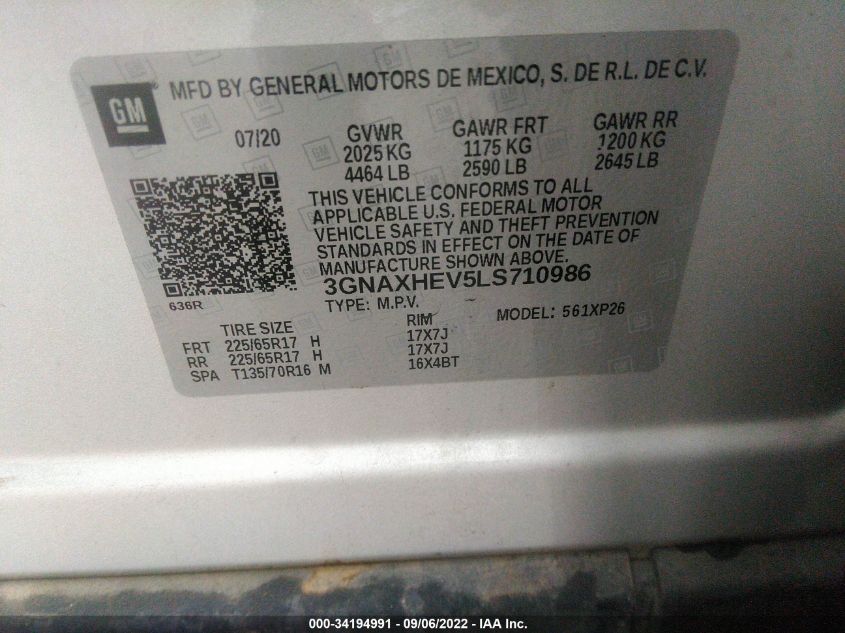 GM
MFD BY GENERAL MOTORS DE MEXICO, S. DE R.L. DE C.V.
07/20 GVWR GAWR FRT GAWR RR
2025 KG 1175 KG 1200 KG
4464 LB 2590 LB 2645 LB
THIS VEHICLE CONFORMS TO ALL
APPLICABLE U.S. FEDERAL MOTOR
VEHICLE SAFETY AND THEFT PREVENTION
STANDARDS IN EFFECT ON THE DATE OF
MANUFACTURE SHOWN ABOVE.
636R
3GNAXHEV5LS710986
TYPE: M.P.V. MODEL: 561XP26
TIRE SIZE RIM
FRT 225/65R17 H 17X7J
RR 225/65R17 H 17X7J
SPA T135/70R16 M 16X4BT
000-34194991 - 09/06/2022 - IAA Inc.